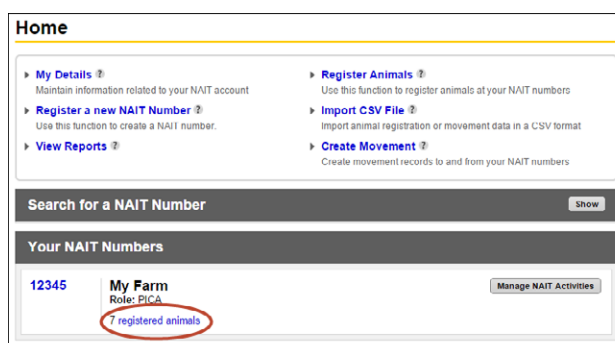 Home
My Details ?
Maintain information related to your NAIT account
Register a new NAIT Number ?
Use this function to create a NAIT number.
View Reports ?
Register Animals ?
Use this function to register animals at your NAIT numbers
Import CSV File ?
Import animal registration or movement data in a CSV format
Create Movement ?
Create movement records to and from your NAIT numbers
Search for a NAIT Number
Show
Your NAIT Numbers
12345
My Farm
Role: PICA
7 registered animals
Manage NAIT Activities